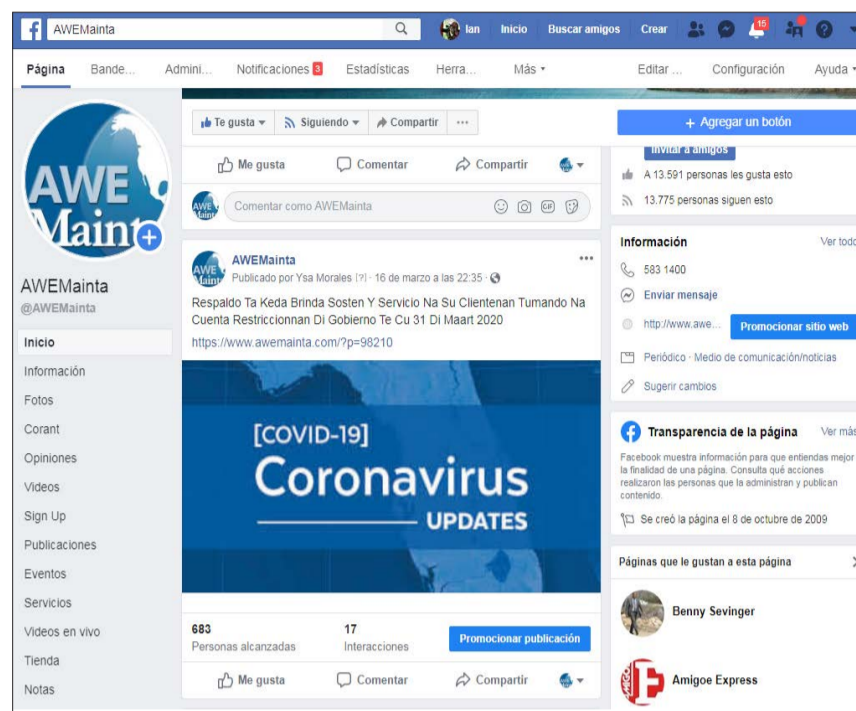 AWEMainta
Ian Inicio Buscar amigos Crear 15
Página Bande... Admini... Notificaciones 3 Estadísticas Herra... Más Editar ... Configuración Ayuda
AWE
Mainta
AWEMainta
@AWEMainta
Inicio
Información
Fotos
Corant
Opiniones
Videos
Sign Up
Publicaciones
Eventos
Servicios
Videos en vivo
Tienda
Notas
Te gusta Siguiendo Compartir ...
Me gusta Comentar Compartir
Comentar como AWEMainta GIF
AWEMainta
Publicado por Ysa Morales [?] · 16 de marzo a las 22:35 ·
Respaldo Ta Keda Brinda Sosten Y Servicio Na Su Clientenan Tumando Na
Cuenta Restriccionnan Di Gobierno Te Cu 31 Di Maart 2020
https://www.awemainta.com/?p=98210
[COVID-19]
Coronavirus
UPDATES
683
Personas alcanzadas
17
Interacciones
Promocionar publicación
Me gusta Comentar Compartir
+ Agregar un botón
Invitar a amigos
A 13.591 personas les gusta esto
13.775 personas siguen esto
Información Ver todo
583 1400
Enviar mensaje
http://www.awe... Promocionar sitio web
Periódico · Medio de comunicación/noticias
Sugerir cambios
Transparencia de la página Ver más
Facebook muestra información para que entiendas mejor
la finalidad de una página. Consulta qué acciones
realizaron las personas que la administran y publican
contenido.
Se creó la página el 8 de octubre de 2009
Páginas que le gustan a esta página
Benny Sevinger
Amigoe Express